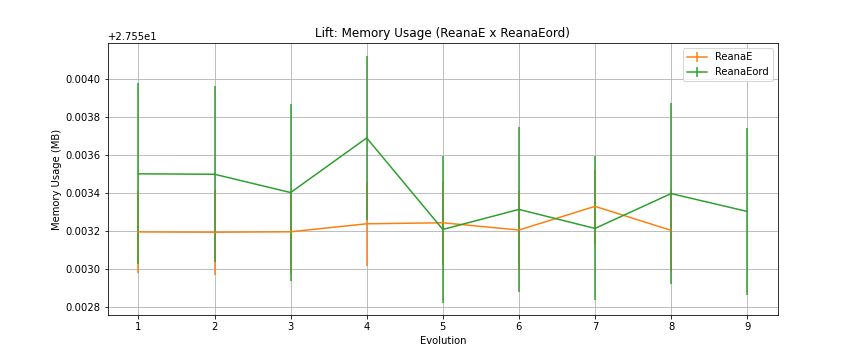 Lift: Memory Usage (ReanaE x ReanaEord)
+2.755e1
ReanaE
ReanaEord
0.0040
0.0038
0.0036
0.0034
0.0032
0.0030
0.0028
Memory Usage (MB)
1 2 3 4 5 6 7 8 9
Evolution